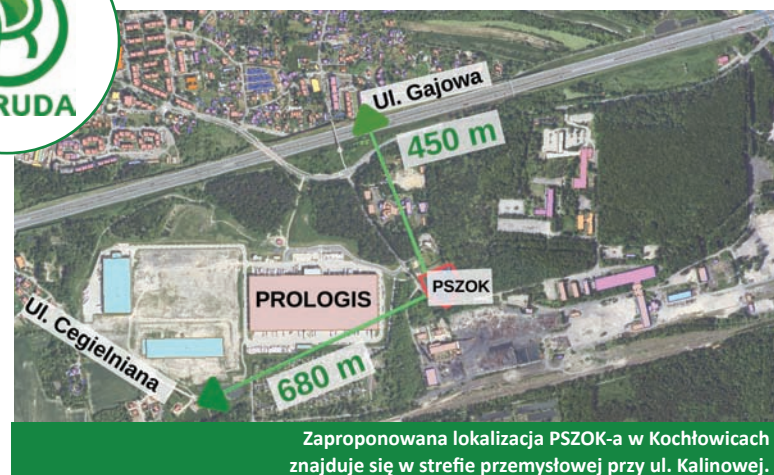 RUDA
Ul. Gajowa
450 m
PSZOK
PROLOGIS
Ul. Cegielniana
680 m
Zaproponowana lokalizacja PSZOK-a w Kochłowicach
znajduje się w strefie przemysłowej przy ul. Kalinowej.